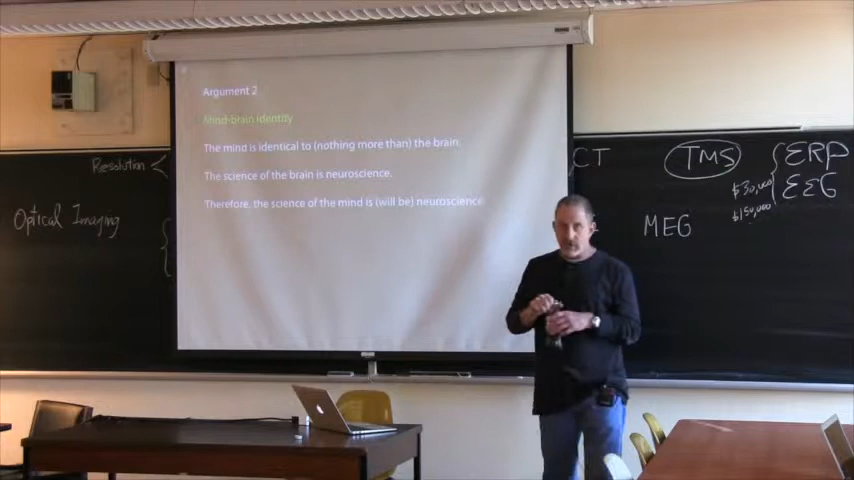 Argument 2
Mind-brain identity
The mind is identical to (nothing more than) the brain.
The science of the brain is neuroscience.
Therefore, the science of the mind is (will be) neuroscience
Resolution <
Optical Imaging
CT
TMS
ERP
$30,000
EEG
$150,000
MEG